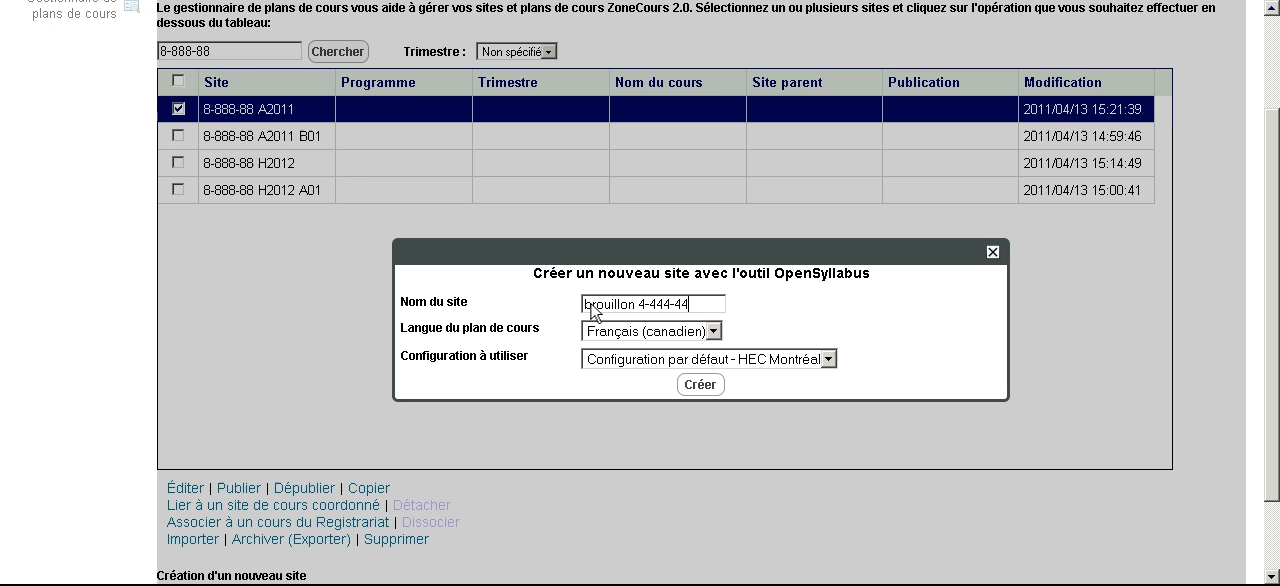 Gestionnaire de
plans de cours
Le gestionnaire de plans de cours vous aide à gérer vos sites et plans de cours ZoneCours 2.0. Sélectionnez un ou plusieurs sites et cliquez sur l'opération que vous souhaitez effectuer en
dessous du tableau:
8-888-88 Chercher Trimestre : Non spécifié
Site Programme Trimestre Nom du cours Site parent Publication Modification
8-888-88 A2011 2011/04/13 15:21:39
8-888-88 A2011 B01 2011/04/13 14:59:46
8-888-88 H2012 2011/04/13 15:14:49
8-888-88 H2012 A01 2011/04/13 15:00:41
Créer un nouveau site avec l'outil OpenSyllabus
Nom du site brouillon 4-444-44
Langue du plan de cours Français (canadien)
Configuration à utiliser Configuration par défaut - HEC Montréal
Créer
Éditer | Publier | Dépublier | Copier
Lier à un site de cours coordonné | Détacher
Associer à un cours du Registrariat | Dissocier
Importer | Archiver (Exporter) | Supprimer
Création d'un nouveau site